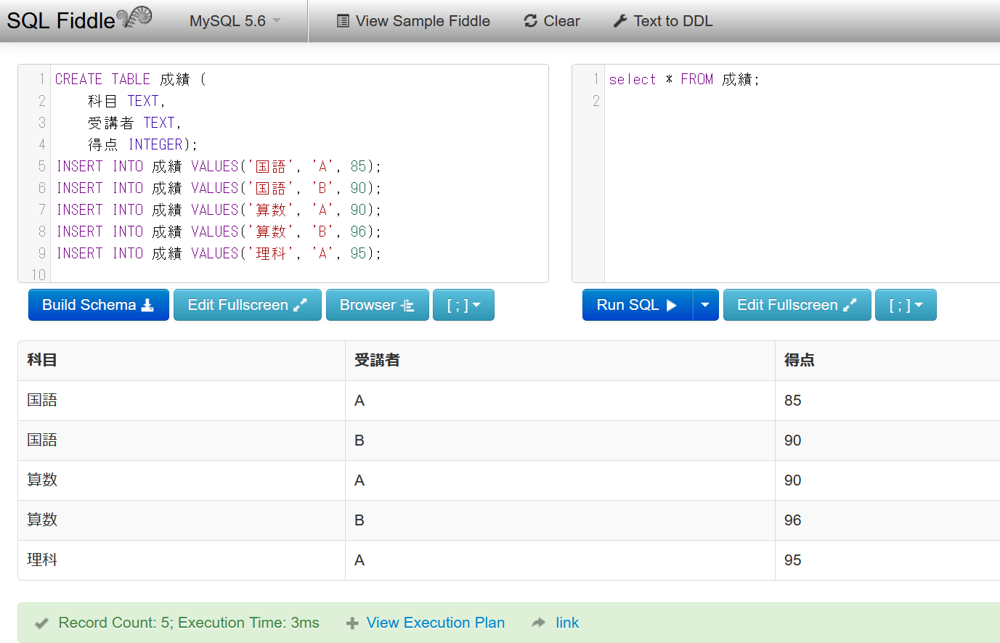 SQL Fiddle MySQL 5.6 View Sample Fiddle Clear Text to DDL
1 CREATE TABLE 成績 (
2 科目 TEXT,
3 受講者 TEXT,
4 得点 INTEGER);
5 INSERT INTO 成績 VALUES('国語', 'A', 85);
6 INSERT INTO 成績 VALUES('国語', 'B', 90);
7 INSERT INTO 成績 VALUES('算数', 'A', 90);
8 INSERT INTO 成績 VALUES('算数', 'B', 96);
9 INSERT INTO 成績 VALUES('理科', 'A', 95);
10
1 select * FROM 成績;
2
Build Schema Edit Fullscreen Browser [ ; ]
Run SQL Edit Fullscreen [ ; ]
科目 受講者 得点
国語 A 85
国語 B 90
算数 A 90
算数 B 96
理科 A 95
Record Count: 5; Execution Time: 3ms View Execution Plan link